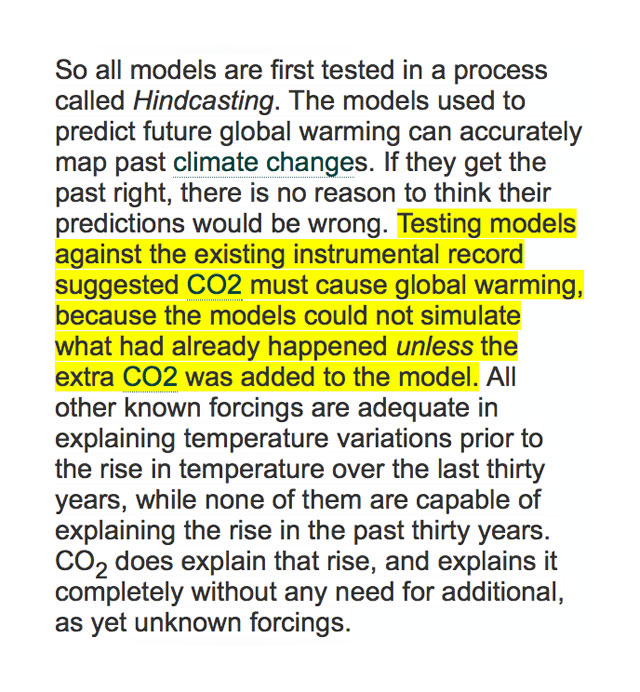 So all models are first tested in a process
called Hindcasting. The models used to
predict future global warming can accurately
map past climate changes. If they get the
past right, there is no reason to think their
predictions would be wrong. Testing models
against the existing instrumental record
suggested CO2 must cause global warming,
because the models could not simulate
what had already happened unless the
extra CO2 was added to the model. All
other known forcings are adequate in
explaining temperature variations prior to
the rise in temperature over the last thirty
years, while none of them are capable of
explaining the rise in the past thirty years.
CO₂ does explain that rise, and explains it
completely without any need for additional,
as yet unknown forcings.